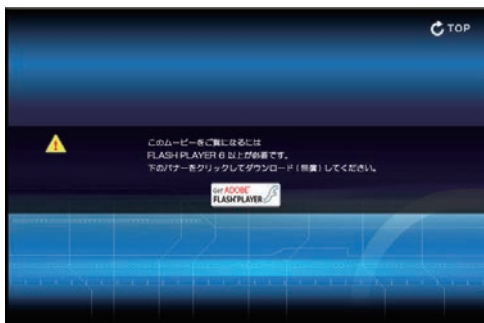 TOP
このムービーをご覧になるには
FLASH PLAYER 6 以上が必要です。
下のバナーをクリックしてダウンロード(無償)してください。
Get ADOBE
FLASH PLAYER